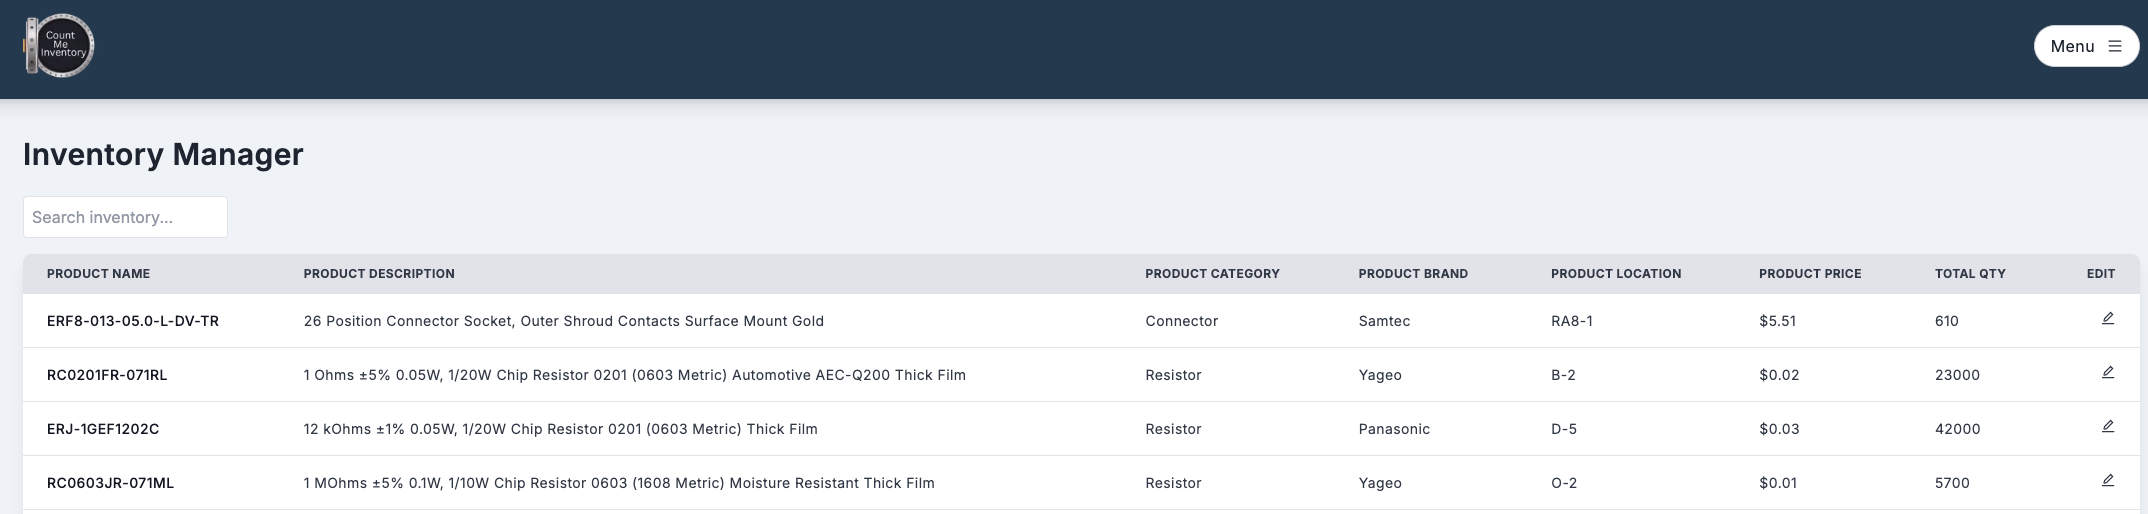 Count
Me
Inventory
Menu
Inventory Manager
Search inventory...
PRODUCT NAME PRODUCT DESCRIPTION PRODUCT CATEGORY PRODUCT BRAND PRODUCT LOCATION PRODUCT PRICE TOTAL QTY EDIT
ERF8-013-05.0-L-DV-TR 26 Position Connector Socket, Outer Shroud Contacts Surface Mount Gold Connector Samtec RA8-1 $5.51 610
RC0201FR-071RL 1 Ohms ±5% 0.05W, 1/20W Chip Resistor 0201 (0603 Metric) Automotive AEC-Q200 Thick Film Resistor Yageo B-2 $0.02 23000
ERJ-1GEF1202C 12 kOhms ±1% 0.05W, 1/20W Chip Resistor 0201 (0603 Metric) Thick Film Resistor Panasonic D-5 $0.03 42000
RC0603JR-071ML 1 MOhms ±5% 0.1W, 1/10W Chip Resistor 0603 (1608 Metric) Moisture Resistant Thick Film Resistor Yageo O-2 $0.01 5700